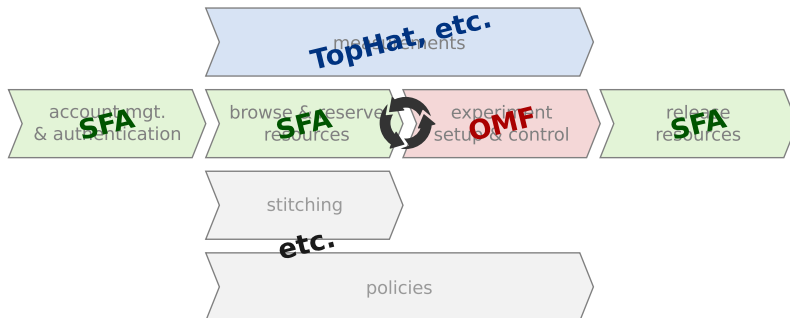 measurements
TopHat, etc.
account mgt.
& authentication
SFA
browse & reserve
resources
SFA
experiment
setup & control
OMF
release
resources
SFA
stitching
etc.
policies